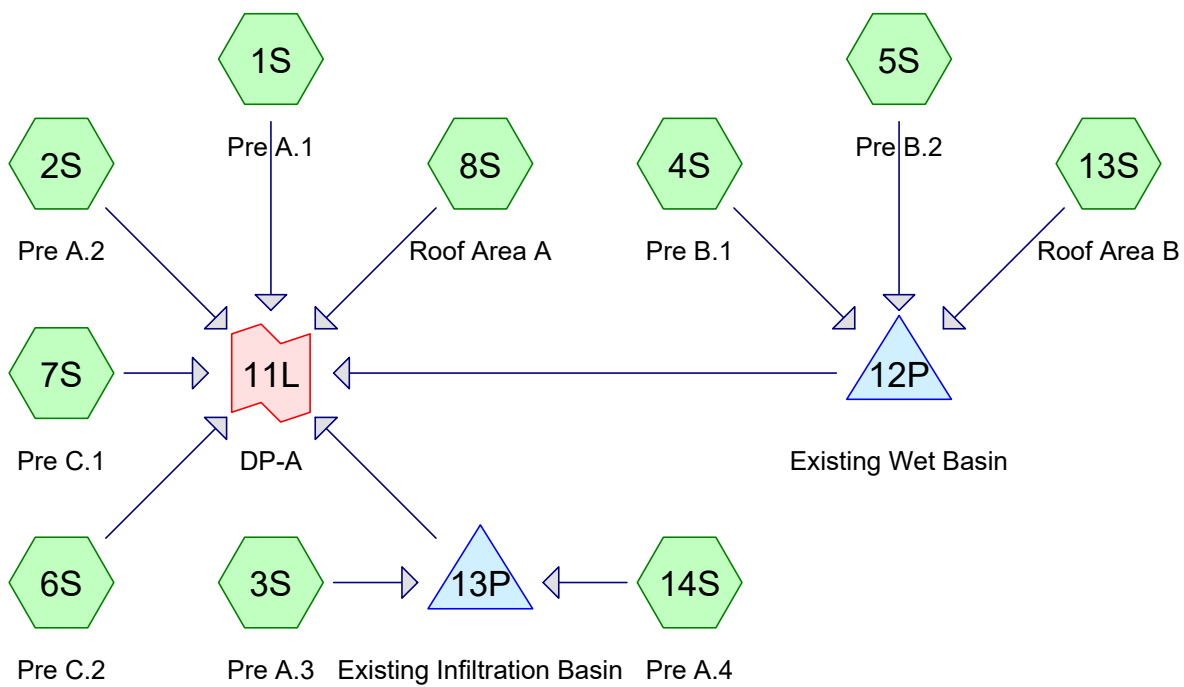 1S
5S
Pre A.1
Pre B.2
2S
8S
4S
13S
Pre A.2
Roof Area A
Pre B.1
Roof Area B
7S
11L
12P
Pre C.1
DP-A
Existing Wet Basin
6S
3S
13P
14S
Pre C.2
Pre A.3
Existing Infiltration Basin
Pre A.4